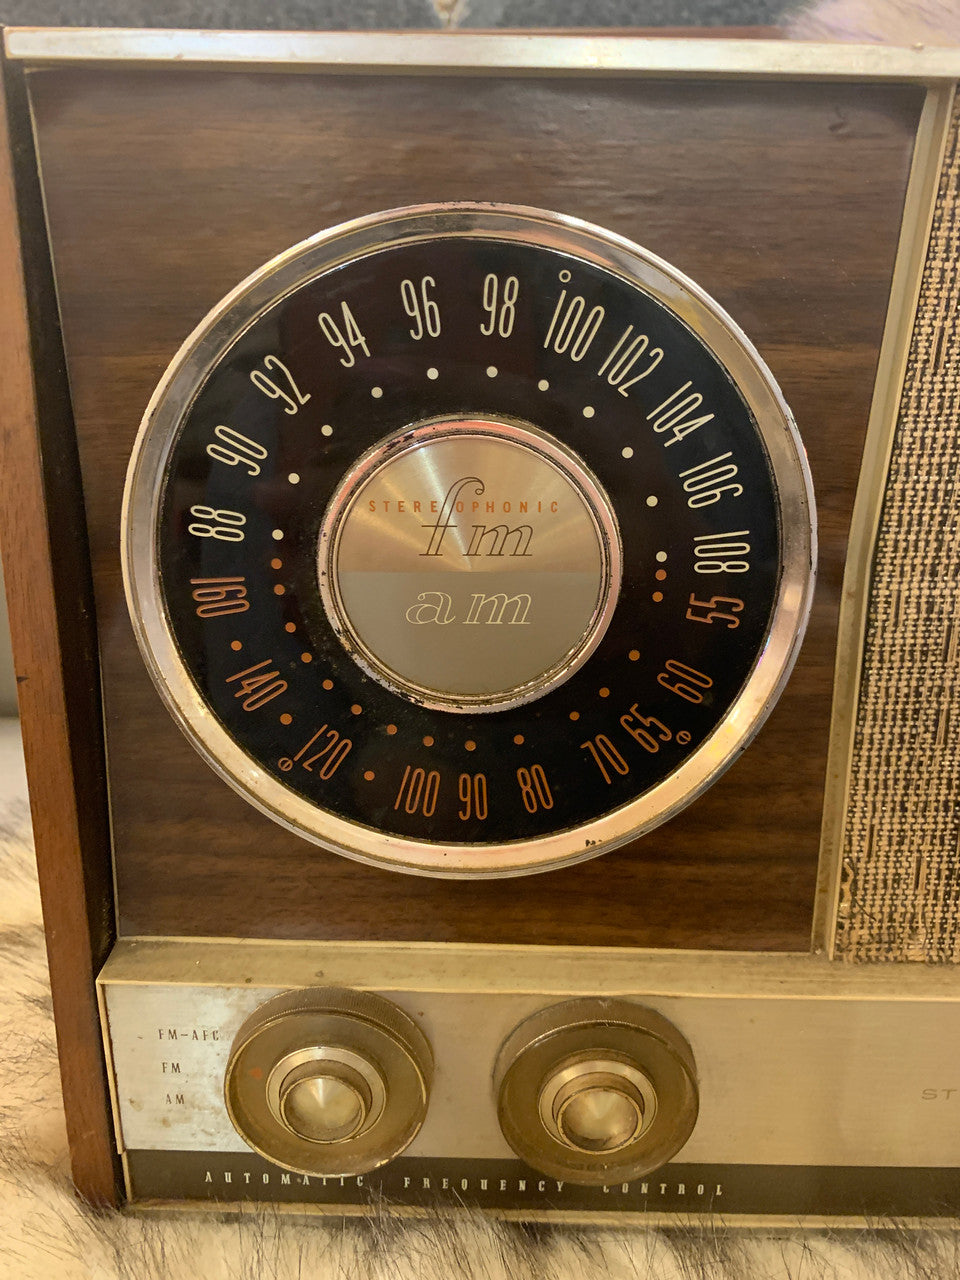 88 90 92 94 96 98 100 102 104 106 108
STEREOPHONIC
fm
am
160 140 120 100 90 80 70 65 60 55
FM-AFC
FM
AM
ST
AUTOMATIC FREQUENCY CONTROL